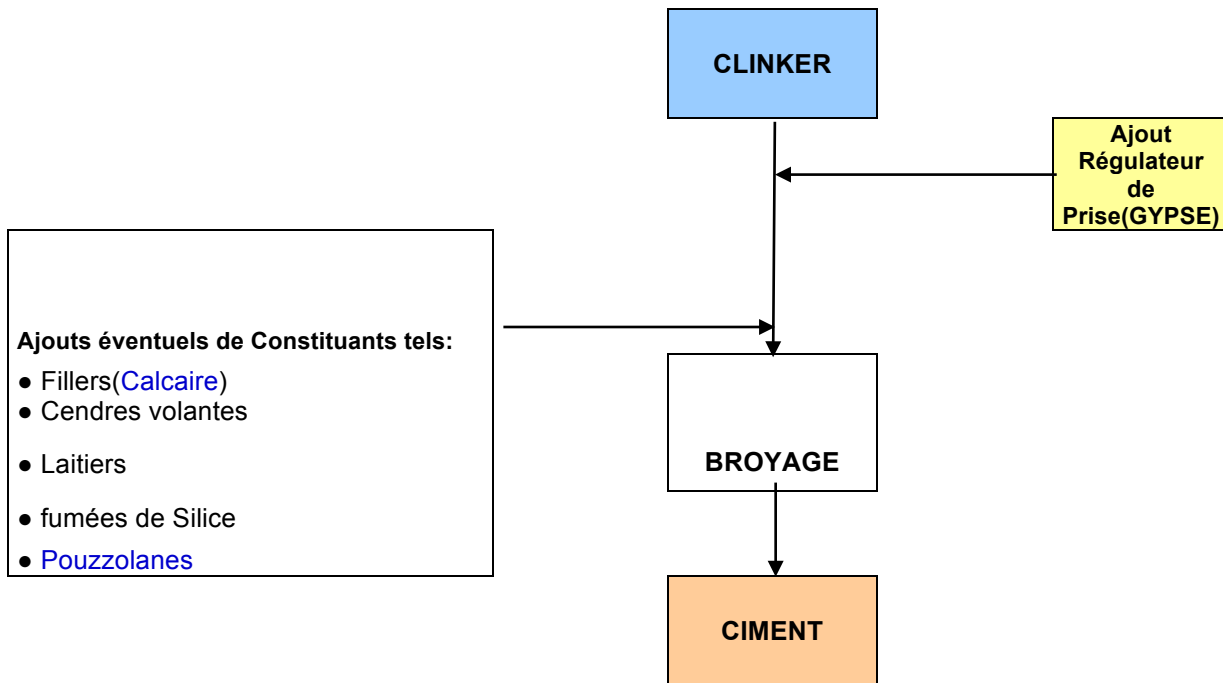 CLINKER
Ajout
Régulateur
de
Prise(GYPSE)
Ajouts éventuels de Constituants tels:
● Fillers(Calcaire)
● Cendres volantes
● Laitiers
● fumées de Silice
● Pouzzolanes
BROYAGE
CIMENT